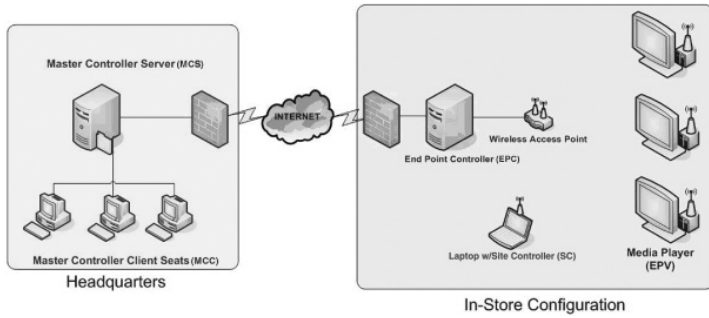 Master Controller Server (MCS)
INTERNET
Master Controller Client Seats (MCC)
Headquarters
End Point Controller (EPC)
Wireless Access Point
Laptop w/Site Controller (SC)
Media Player
(EPV)
In-Store Configuration